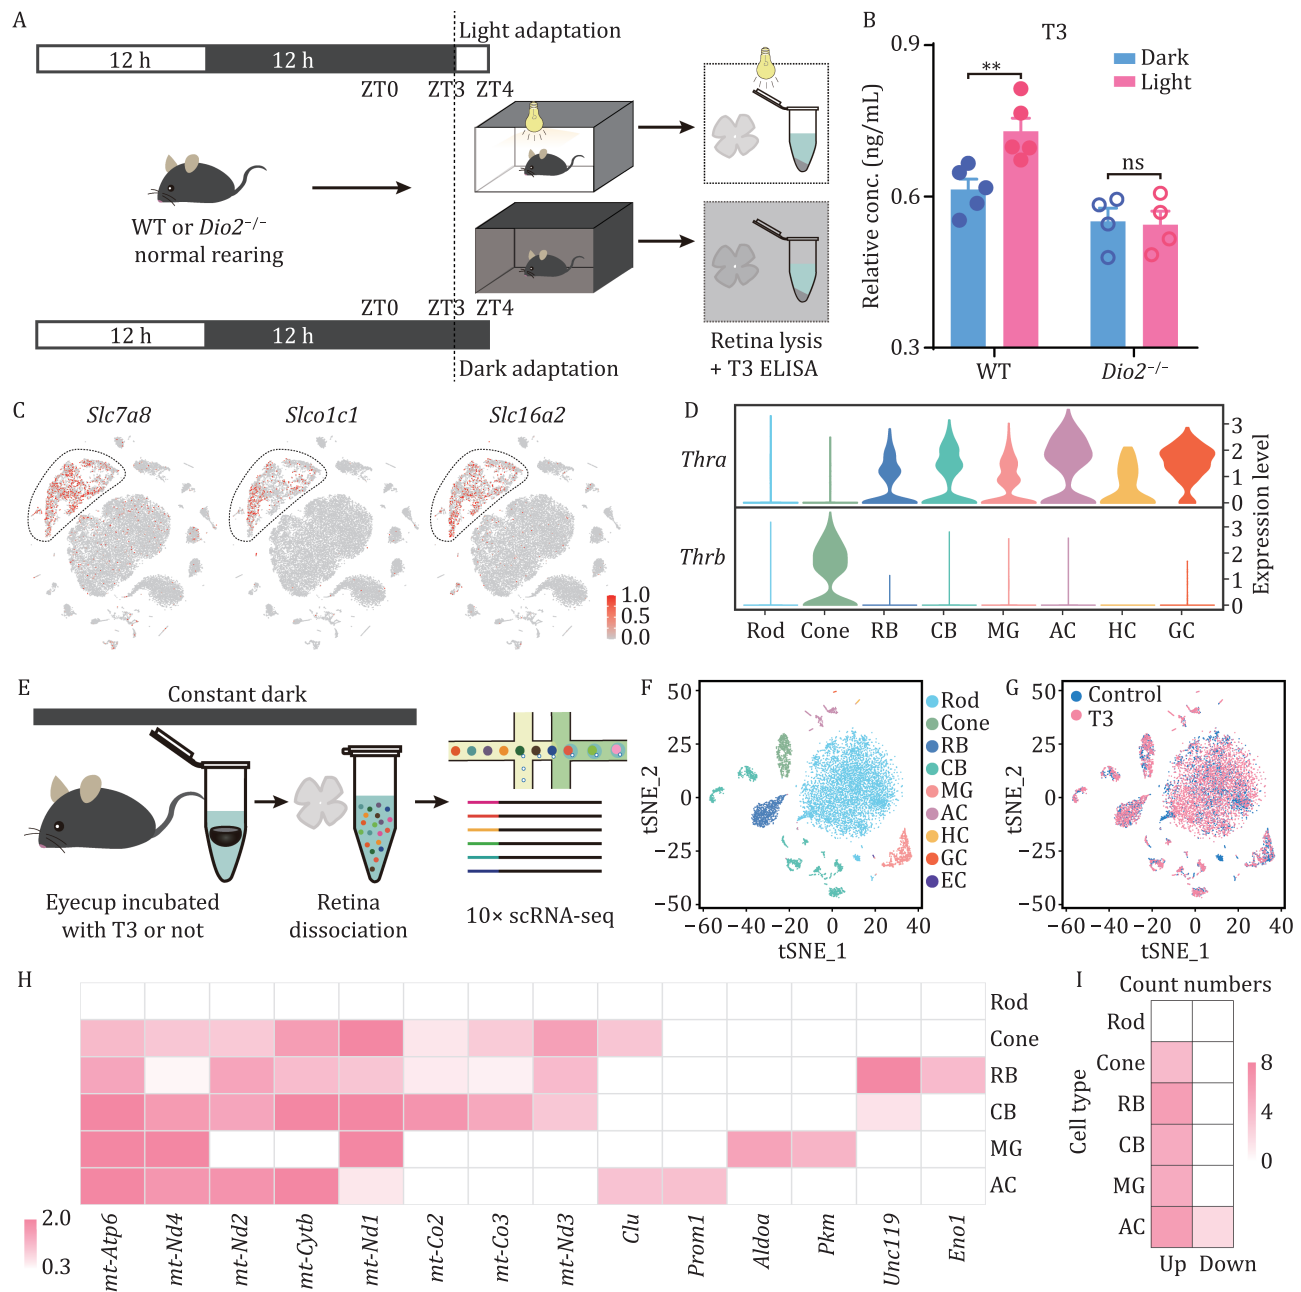 A
Light adaptation
12 h
12 h
ZT0
ZT3
ZT4
WT or Dio2−/−
normal rearing
ZT0
ZT3
ZT4
12 h
12 h
Dark adaptation
Retina lysis
+ T3 ELISA
B
T3
Relative conc. (ng/mL)
0.9
0.6
0.3
**
ns
Dark
Light
WT
Dio2−/−
C
Slc7a8
Slco1c1
Slc16a2
1.0
0.5
0.0
D
Thra
Thrb
3
2
1
0
3
2
1
0
Expression level
Rod
Cone
RB
CB
MG
AC
HC
GC
E
Constant dark
Eyecup incubated
with T3 or not
Retina
dissociation
10× scRNA-seq
F
50
25
0
−25
−50
tSNE_2
−60
−40
−20
0
20
40
tSNE_1
Rod
Cone
RB
CB
MG
AC
HC
GC
EC
G
Control
T3
50
25
0
−25
−50
tSNE_2
−60
−40
−20
0
20
40
tSNE_1
H
Rod
Cone
RB
CB
MG
AC
2.0
0.3
mt-Atp6
mt-Nd4
mt-Nd2
mt-Cytb
mt-Nd1
mt-Co2
mt-Co3
mt-Nd3
Clu
Prom1
Aldoa
Pkm
Unc119
Eno1
I
Count numbers
Cell type
Rod
Cone
RB
CB
MG
AC
Up
Down
8
4
0